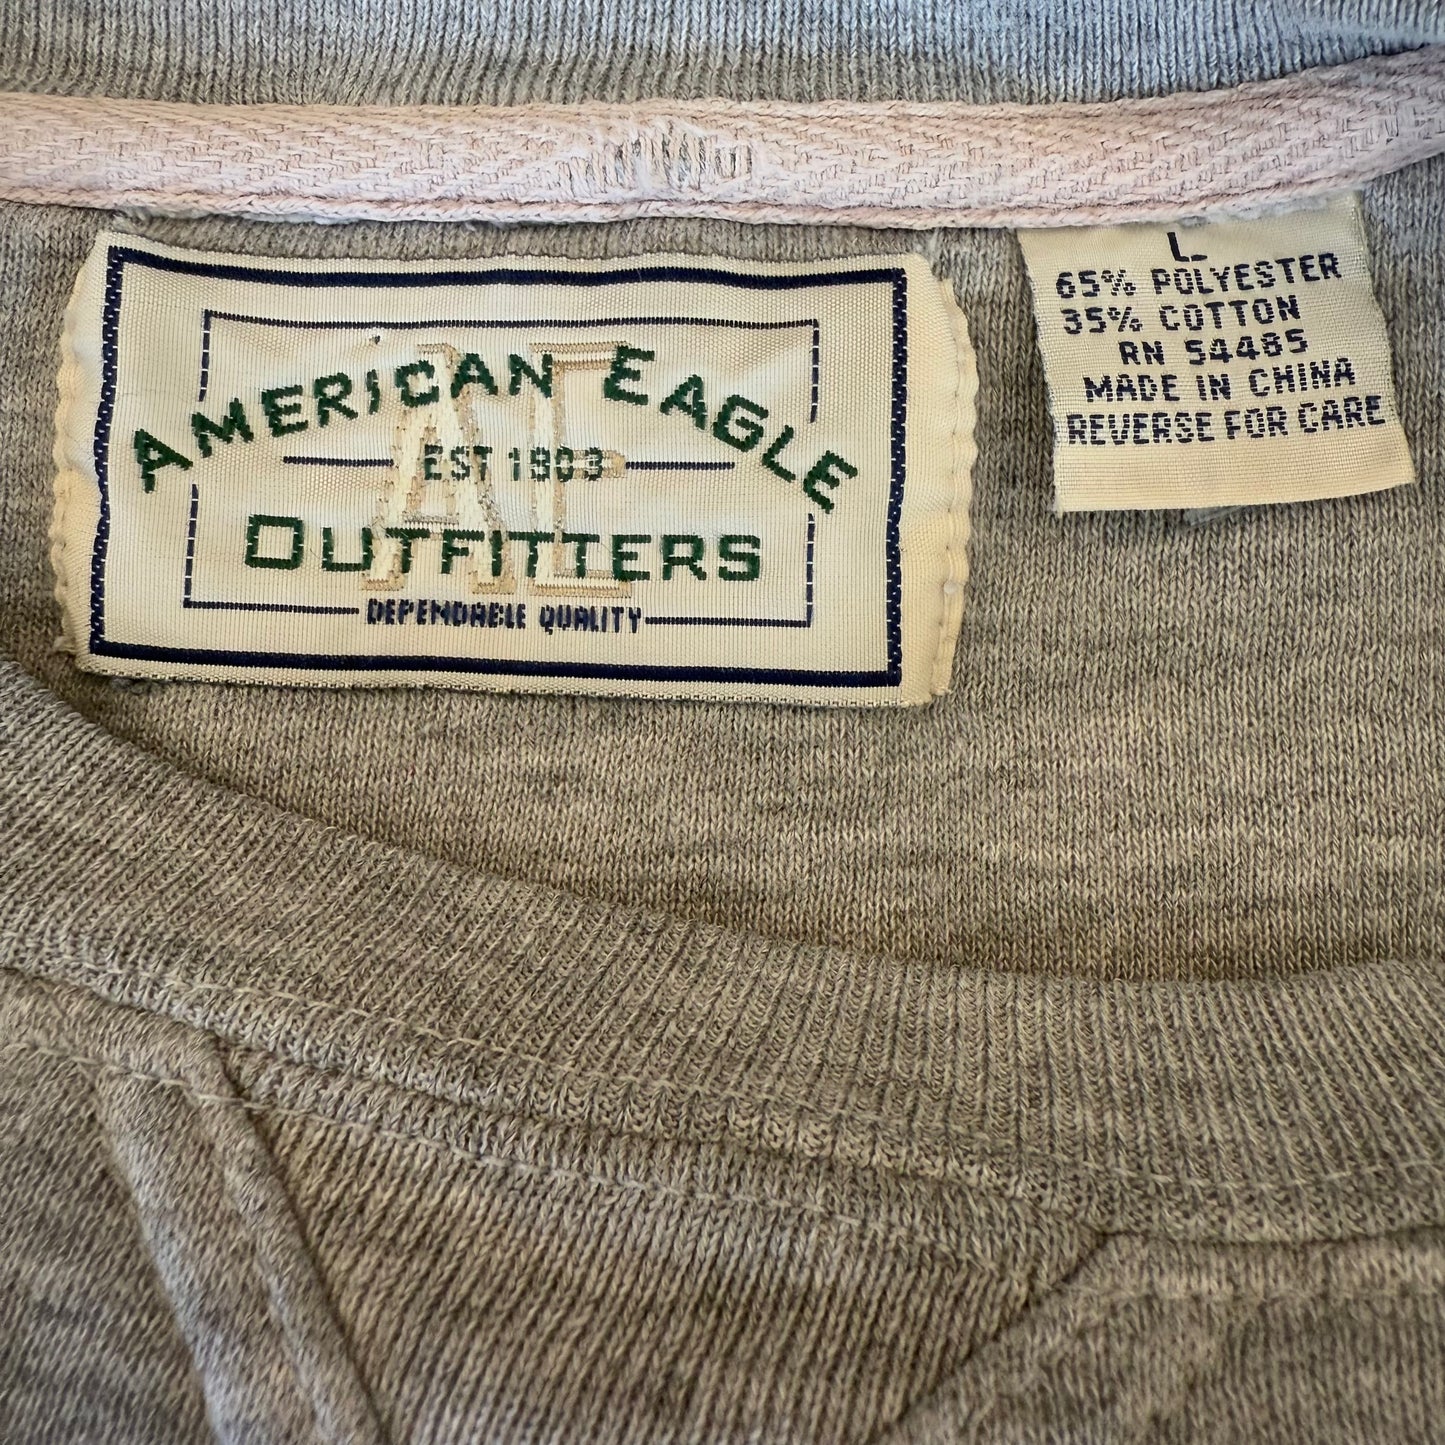 AMERICAN EAGLE
EST 1903
OUTFITTERS
DEPENDABLE QUALITY
L
65% POLYESTER
35% COTTON
RN 54485
MADE IN CHINA
REVERSE FOR CARE